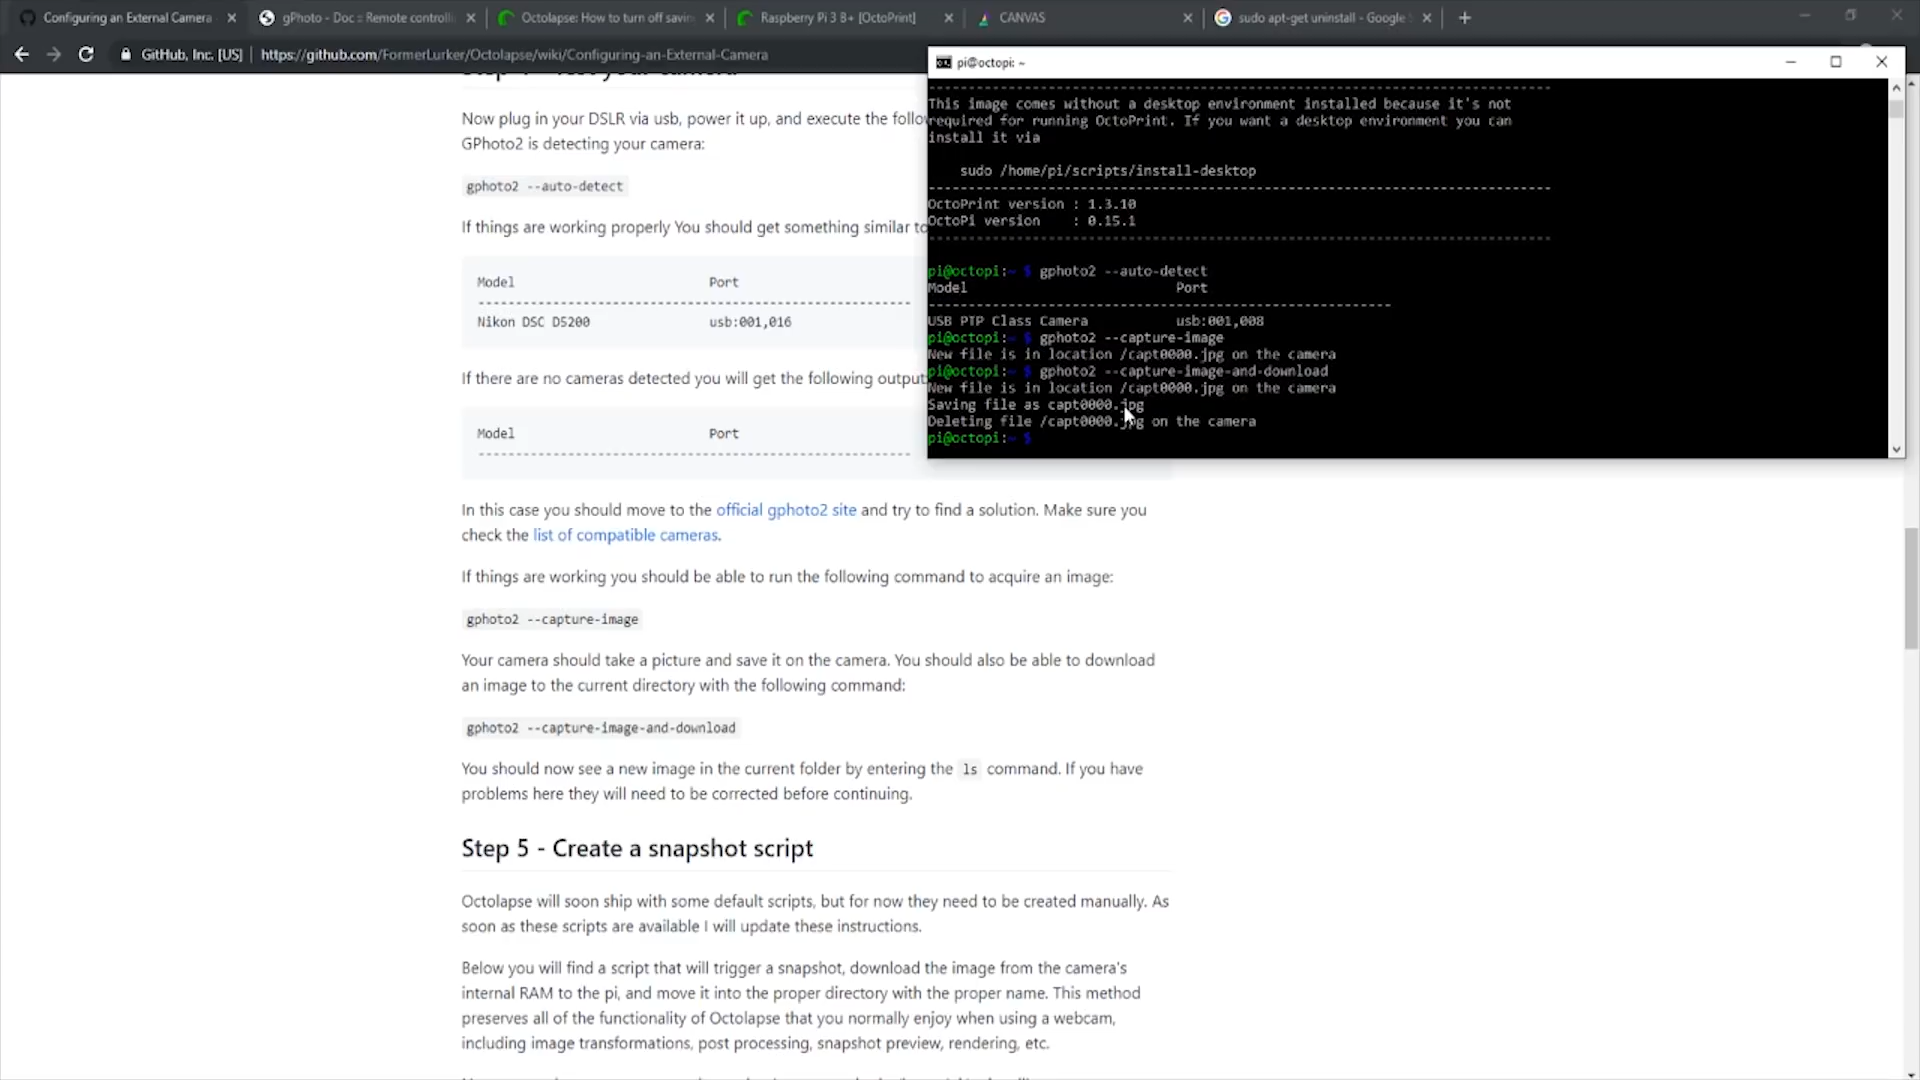 Configuring an External Camera
gPhoto - Doc :: Remote controlli
Octolapse: How to turn off savin
Raspberry Pi 3 B+ [OctoPrint]
CANVAS
sudo apt-get uninstall - Google
GitHub, Inc. [US]
https://github.com/FormerLurker/Octolapse/wiki/Configuring-an-External-Camera
Now plug in your DSLR via usb, power it up, and execute the follo
GPhoto2 is detecting your camera:
gphoto2 --auto-detect
If things are working properly You should get something similar to
Model Port
Nikon DSC D5200 usb:001,016
If there are no cameras detected you will get the following output
Model Port
In this case you should move to the official gphoto2 site and try to find a solution. Make sure you
check the list of compatible cameras.
If things are working you should be able to run the following command to acquire an image:
gphoto2 --capture-image
Your camera should take a picture and save it on the camera. You should also be able to download
an image to the current directory with the following command:
gphoto2 --capture-image-and-download
You should now see a new image in the current folder by entering the ls command. If you have
problems here they will need to be corrected before continuing.
Step 5 - Create a snapshot script
Octolapse will soon ship with some default scripts, but for now they need to be created manually. As
soon as these scripts are available I will update these instructions.
Below you will find a script that will trigger a snapshot, download the image from the camera's
internal RAM to the pi, and move it into the proper directory with the proper name. This method
preserves all of the functionality of Octolapse that you normally enjoy when using a webcam,
including image transformations, post processing, snapshot preview, rendering, etc.
pi@octopi: ~
This image comes without a desktop environment installed because it's not
required for running OctoPrint. If you want a desktop environment you can
install it via
sudo /home/pi/scripts/install-desktop
OctoPrint version : 1.3.10
OctoPi version : 0.15.1
pi@octopi:~ $ gphoto2 --auto-detect
Model Port
USB PTP Class Camera usb:001,008
pi@octopi:~ $ gphoto2 --capture-image
New file is in location /capt0000.jpg on the camera
pi@octopi:~ $ gphoto2 --capture-image-and-download
New file is in location /capt0000.jpg on the camera
Saving file as capt0000.jpg
Deleting file /capt0000.jpg on the camera
pi@octopi:~ $